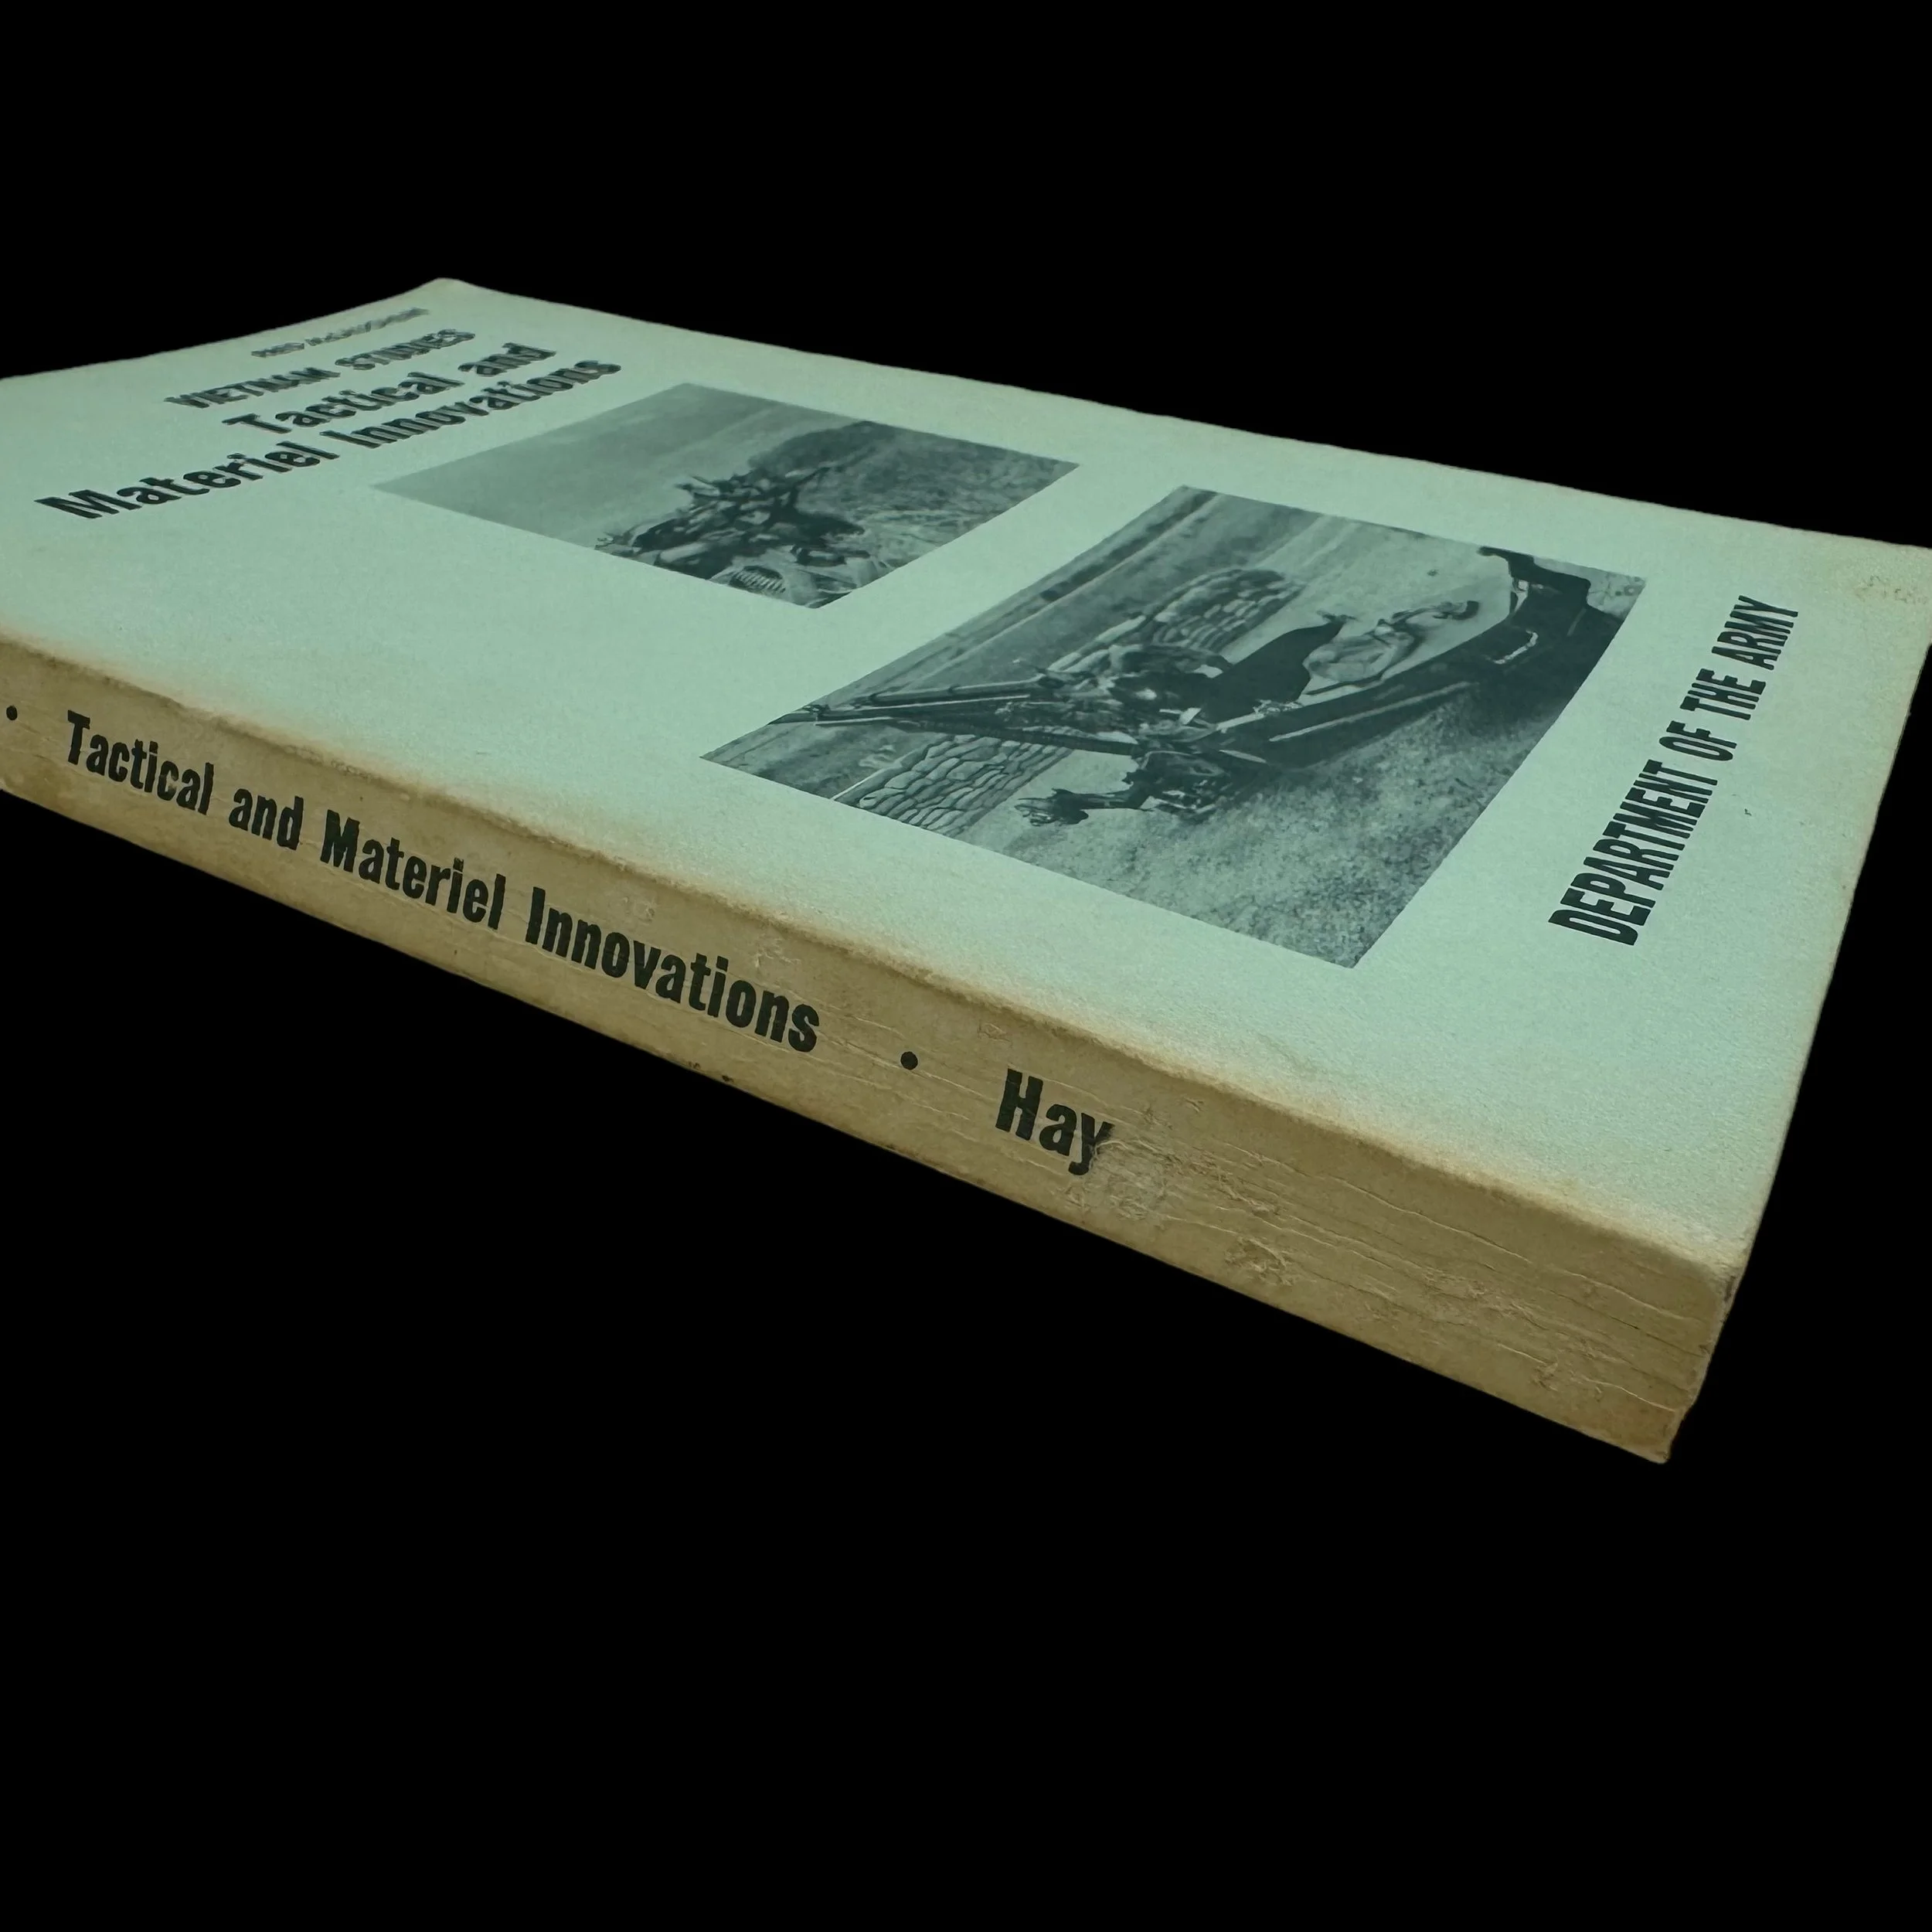 VIETNAM STUDIES
Tactical and
Materiel Innovations
DEPARTMENT OF THE ARMY
• Tactical and Materiel Innovations • Hay